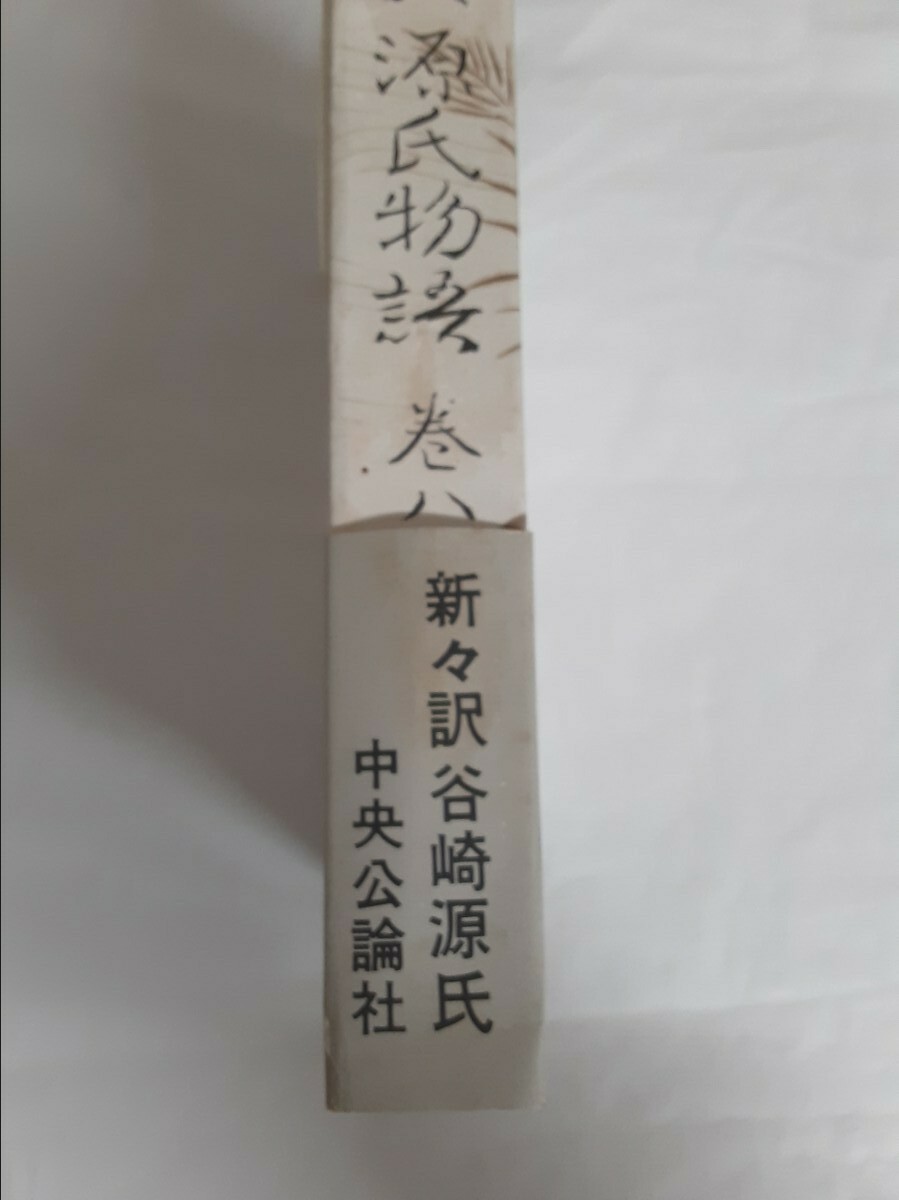 源氏物語 巻八
新々訳谷崎源氏
中央公論社